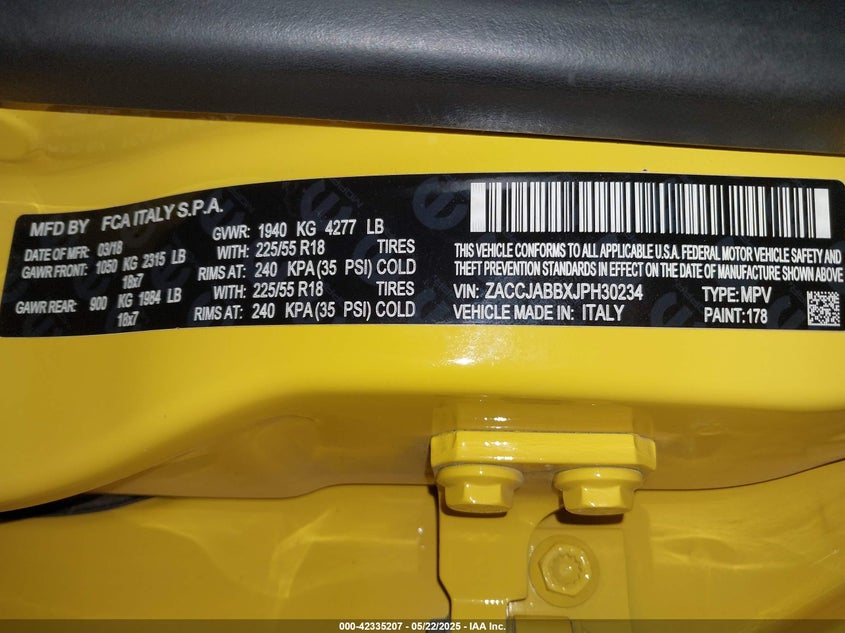 MFD BY FCA ITALY S.P.A.
DATE OF MFR: 03/18
GVWR: 1940 KG 4277 LB
GAWR FRONT: 1050 KG 2315 LB
WITH: 225/55 R18 TIRES
18x7
RIMS AT: 240 KPA (35 PSI) COLD
GAWR REAR: 900 KG 1984 LB
WITH: 225/55 R18 TIRES
18x7
RIMS AT: 240 KPA (35 PSI) COLD
THIS VEHICLE CONFORMS TO ALL APPLICABLE U.S.A. FEDERAL MOTOR VEHICLE SAFETY AND
THEFT PREVENTION STANDARDS IN EFFECT ON THE DATE OF MANUFACTURE SHOWN ABOVE
VIN: ZACCJABBXJPH30234 TYPE: MPV
VEHICLE MADE IN: ITALY PAINT: 178
000-42335207 - 05/22/2025 - IAA Inc.